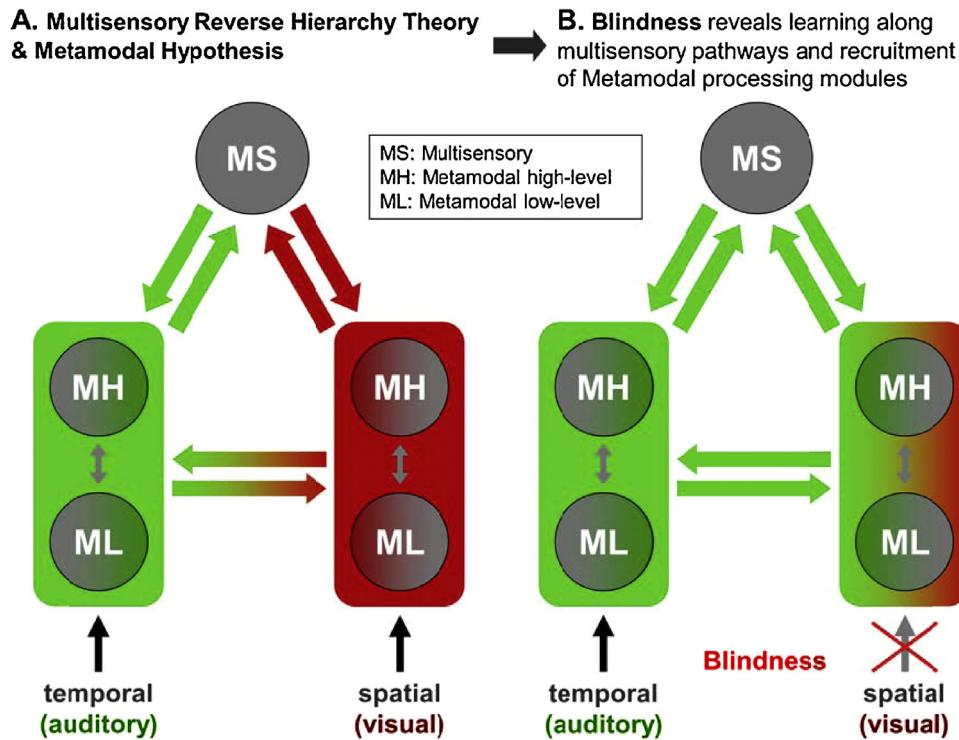 A. Multisensory Reverse Hierarchy Theory
& Metamodal Hypothesis
B. Blindness reveals learning along
multisensory pathways and recruitment
of Metamodal processing modules
MS
MS: Multisensory
MH: Metamodal high-level
ML: Metamodal low-level
MS
MH
MH
MH
MH
ML
ML
ML
ML
Blindness
temporal
(auditory)
spatial
(visual)
temporal
(auditory)
spatial
(visual)